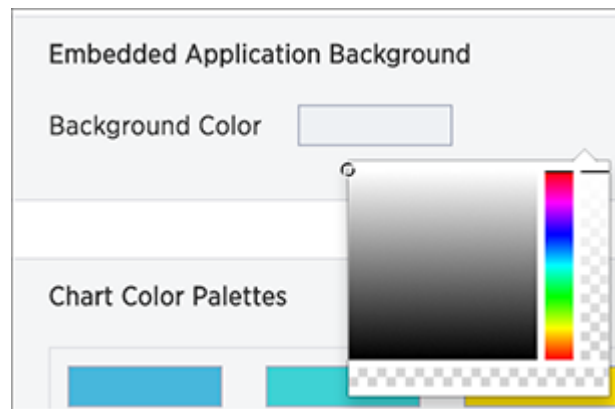 Embedded Application Background
Background Color
Chart Color Palettes